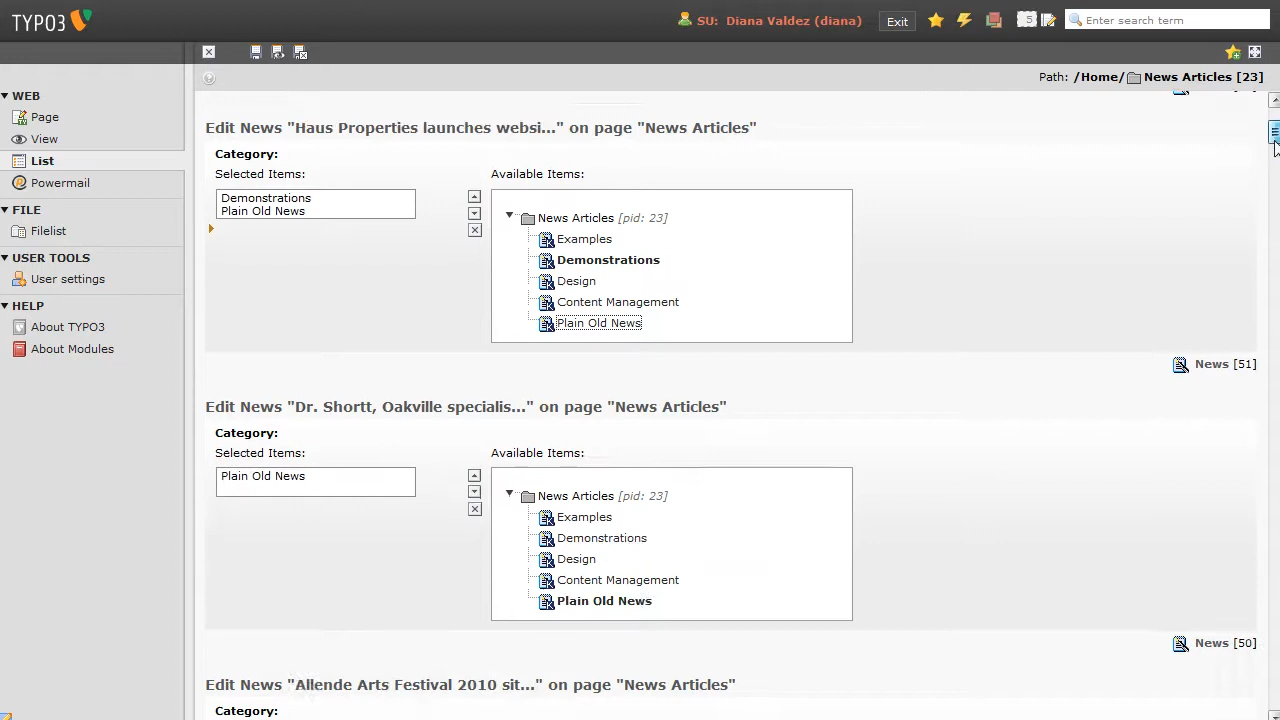 TYPO3
SU: Diana Valdez (diana)
Exit
5
Enter search term
Path: /Home/ News Articles [23]
WEB
Page
View
List
Powermail
FILE
Filelist
USER TOOLS
User settings
HELP
About TYPO3
About Modules
Edit News "Haus Properties launches websi..." on page "News Articles"
Category:
Selected Items:
Available Items:
Demonstrations
Plain Old News
News Articles [pid: 23]
Examples
Demonstrations
Design
Content Management
Plain Old News
News [51]
Edit News "Dr. Shortt, Oakville specialis..." on page "News Articles"
Category:
Selected Items:
Available Items:
Plain Old News
News Articles [pid: 23]
Examples
Demonstrations
Design
Content Management
Plain Old News
News [50]
Edit News "Allende Arts Festival 2010 sit..." on page "News Articles"
Category: